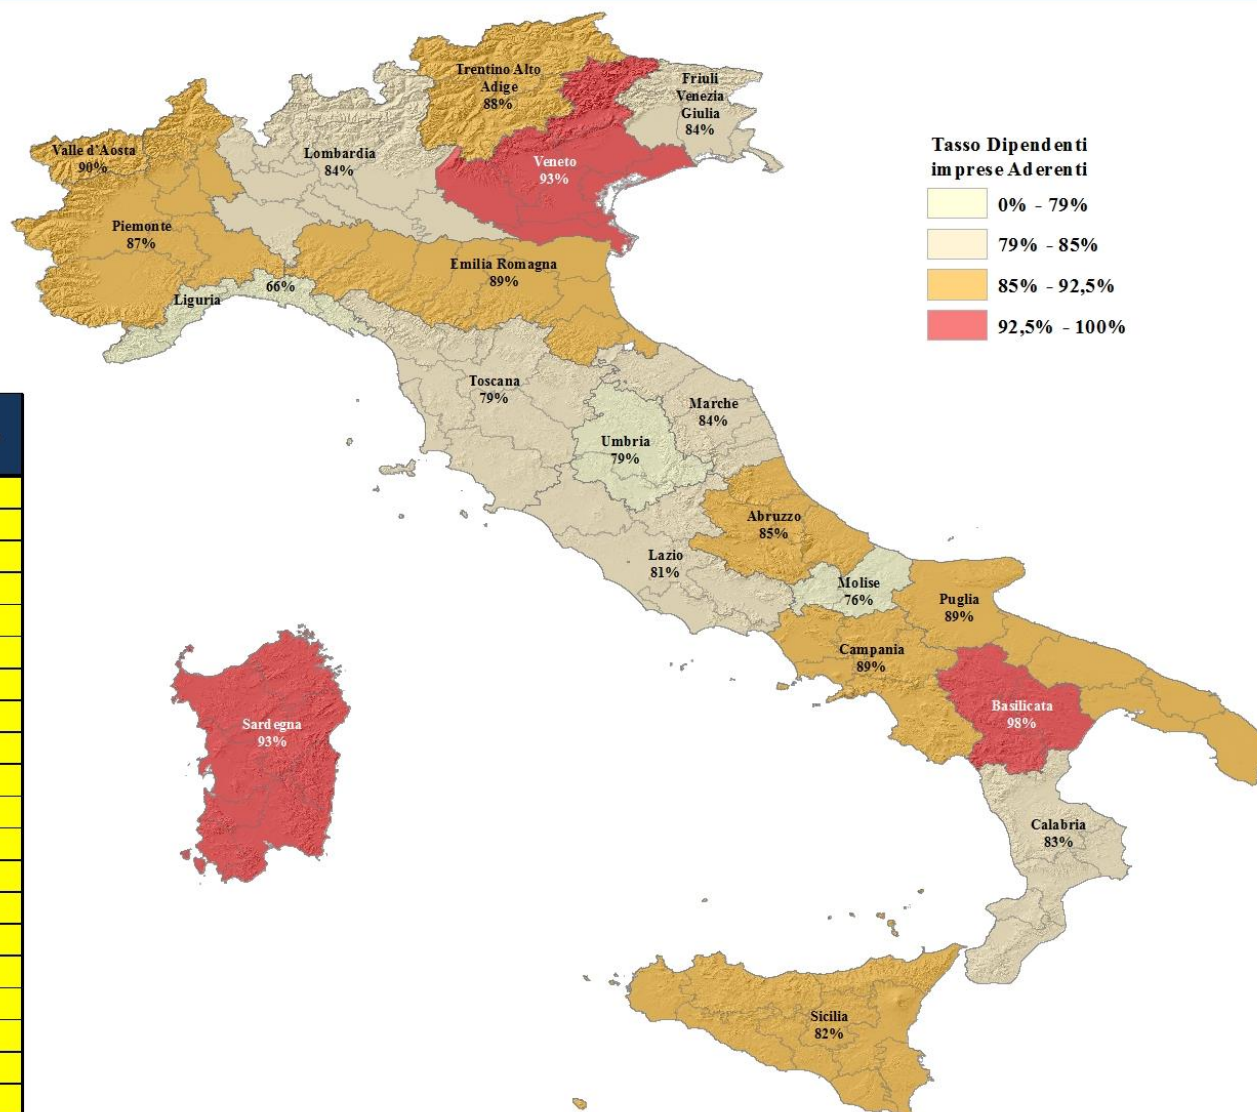 Trentino Alto
Adige
88%
Friuli
Venezia
Giulia
84%
Valle d'Aosta
90%
Lombardia
84%
Veneto
93%
Tasso Dipendenti
imprese Aderenti
0% - 79%
79% - 85%
85% - 92,5%
92,5% - 100%
Piemonte
87%
Emilia Romagna
89%
Liguria
66%
Toscana
79%
Marche
84%
Umbria
79%
Abruzzo
85%
Lazio
81%
Molise
76%
Puglia
89%
Campania
89%
Basilicata
98%
Sardegna
93%
Calabria
83%
Sicilia
82%